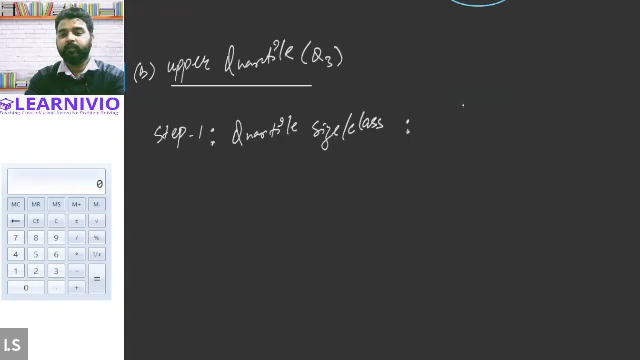 (b) upper Quartile (Q3)
Step-1: Quartile size/class :
LEARNIVIO
0
MC MR MS M+ M-
← CE C ± √
7 8 9 / %
4 5 6 * 1/x
1 2 3 - =
0 . +
I.S